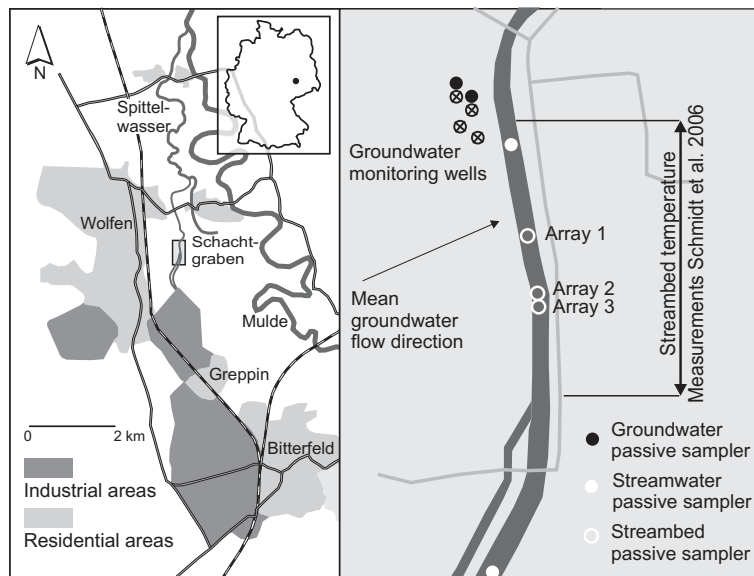 N
Spittel-
wasser
Wolfen
Schacht-
graben
Mulde
Greppin
0 2 km
Bitterfeld
Industrial areas
Residential areas
Groundwater
monitoring wells
Array 1
Array 2
Array 3
Mean
groundwater
flow direction
Streambed temperature
Measurements Schmidt et al. 2006
Groundwater
passive sampler
Streamwater
passive sampler
Streambed
passive sampler